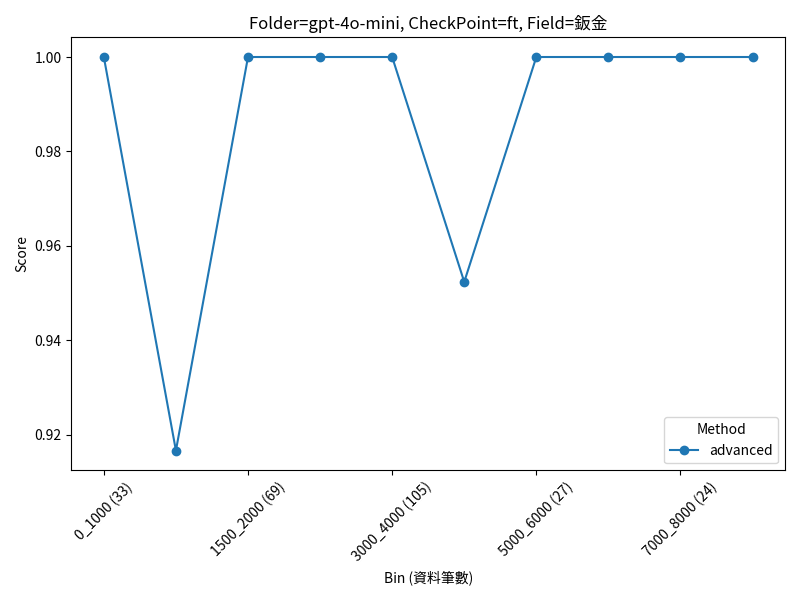 Folder=gpt-4o-mini, CheckPoint=ft, Field=鈑金
1.00
0.98
0.96
0.94
0.92
Score
Method
advanced
0_1000 (33)
1500_2000 (69)
3000_4000 (105)
5000_6000 (27)
7000_8000 (24)
Bin (資料筆數)